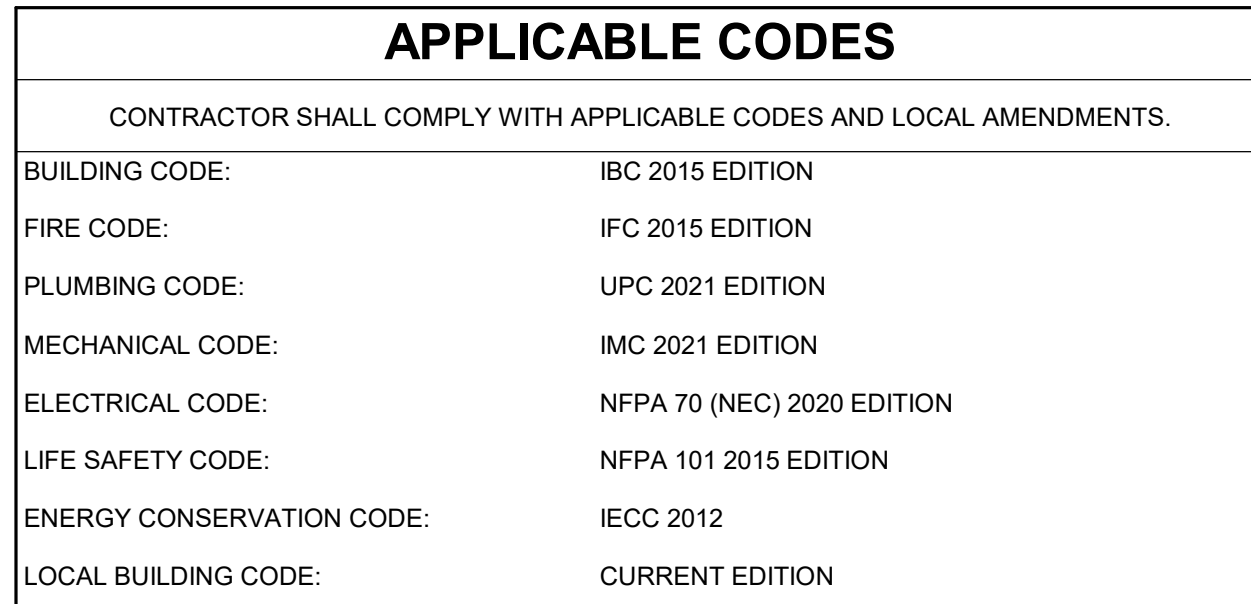 APPLICABLE CODES
CONTRACTOR SHALL COMPLY WITH APPLICABLE CODES AND LOCAL AMENDMENTS.
BUILDING CODE: IBC 2015 EDITION
FIRE CODE: IFC 2015 EDITION
PLUMBING CODE: UPC 2021 EDITION
MECHANICAL CODE: IMC 2021 EDITION
ELECTRICAL CODE: NFPA 70 (NEC) 2020 EDITION
LIFE SAFETY CODE: NFPA 101 2015 EDITION
ENERGY CONSERVATION CODE: IECC 2012
LOCAL BUILDING CODE: CURRENT EDITION